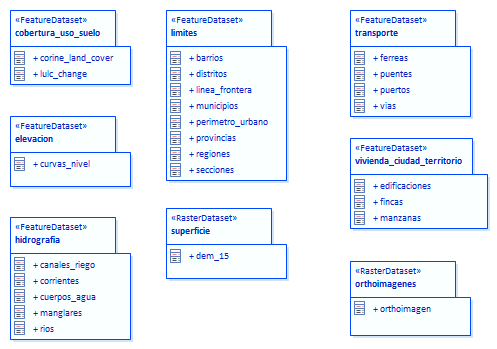 «FeatureDataset»
cobertura_uso_suelo
+ corine_land_cover
+ lulc_change
«FeatureDataset»
elevacion
+ curvas_nivel
«FeatureDataset»
hidrografia
+ canales_riego
+ corrientes
+ cuerpos_agua
+ manglares
+ rios
«FeatureDataset»
limites
+ barrios
+ distritos
+ linea_frontera
+ municipios
+ perimetro_urbano
+ provincias
+ regiones
+ secciones
«RasterDataset»
superficie
+ dem_15
«FeatureDataset»
transporte
+ ferreas
+ puentes
+ puertos
+ vias
«FeatureDataset»
vivienda_ciudad_territorio
+ edificaciones
+ fincas
+ manzanas
«RasterDataset»
orthoimagenes
+ orthoimagen